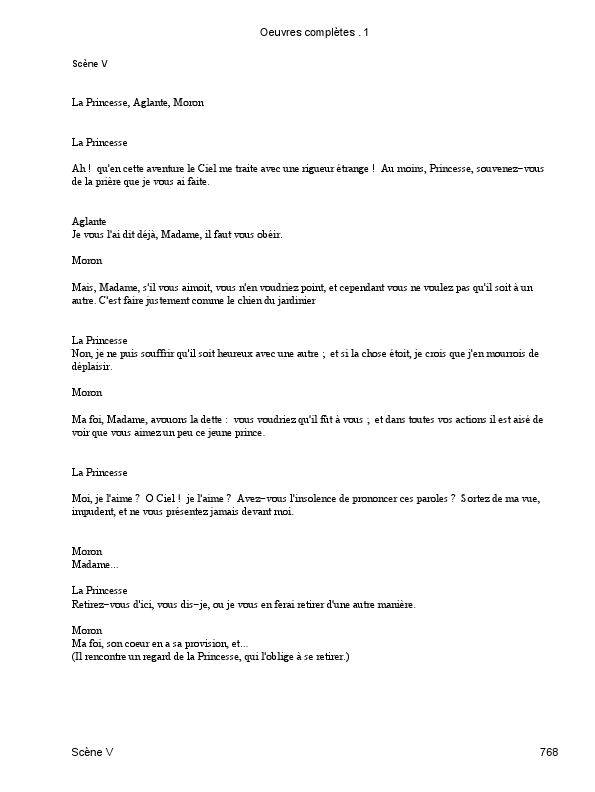 Oeuvres complètes . 1
Scène V
La Princesse, Aglante, Moron
La Princesse
Ah ! qu'en cette aventure le Ciel me traite avec une rigueur étrange ! Au moins, Princesse, souvenez-vous
de la prière que je vous ai faite.
Aglante
Je vous l'ai dit déjà, Madame, il faut vous obéir.
Moron
Mais, Madame, s'il vous aimoit, vous n'en voudriez point, et cependant vous ne voulez pas qu'il soit à un
autre. C'est faire justement comme le chien du jardinier
La Princesse
Non, je ne puis souffrir qu'il soit heureux avec une autre ; et si la chose étoit, je crois que j'en mourrois de
déplaisir.
Moron
Ma foi, Madame, avouons la dette : vous voudriez qu'il fût à vous ; et dans toutes vos actions il est aisé de
voir que vous aimez un peu ce jeune prince.
La Princesse
Moi, je l'aime ? O Ciel ! je l'aime ? Avez-vous l'insolence de prononcer ces paroles ? Sortez de ma vue,
impudent, et ne vous présentez jamais devant moi.
Moron
Madame...
La Princesse
Retirez-vous d'ici, vous dis-je, ou je vous en ferai retirer d'une autre manière.
Moron
Ma foi, son coeur en a sa provision, et...
(Il rencontre un regard de la Princesse, qui l'oblige à se retirer.)
Scène V 768